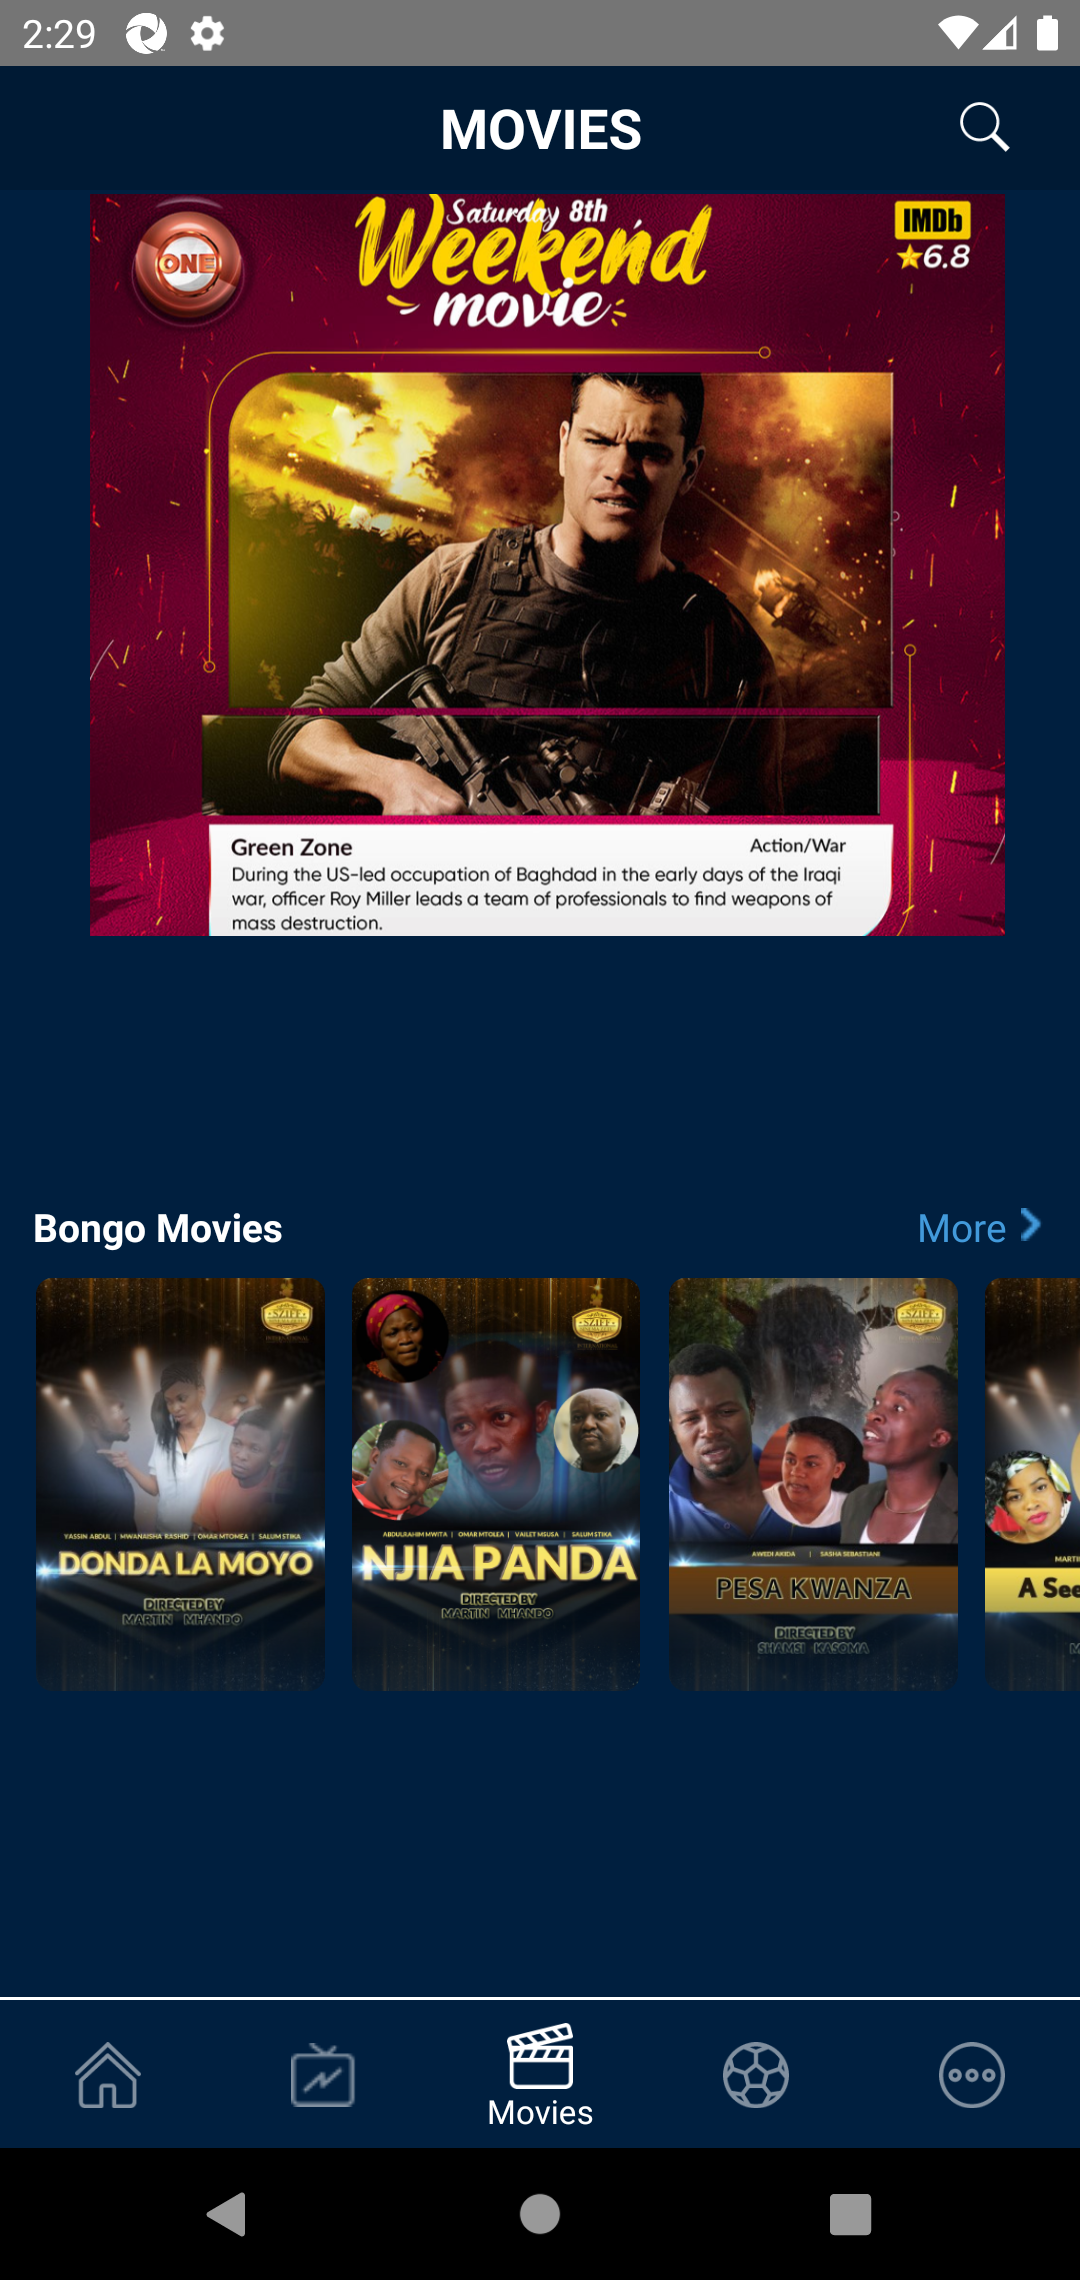 2:29
MOVIES
ONE
Saturday 8th
Weekend
movie
IMDb
6.8
Green Zone
Action/War
During the US-led occupation of Baghdad in the early days of the Iraqi
war, officer Roy Miller leads a team of professionals to find weapons of
mass destruction.
Bongo Movies
More
SZIFF
YASSIN ABDUL | MWANAISHA RASHID | OMAR MTOMEA | SALUM STIKA
DONDA LA MOYO
DIRECTED BY
MARTIN MHANDO
SZIFF
ABDULRAHIM MWITA | OMAR MTOLEA | VAILET MSUSA | SALUM STIKA
NJIA PANDA
DIRECTED BY
MARTIN MHANDO
SZIFF
AWEDI AKIDA | SASHA SEBASTIANI
PESA KWANZA
DIRECTED BY
SHAMSI KASOMA
MARTI
A See
Movies